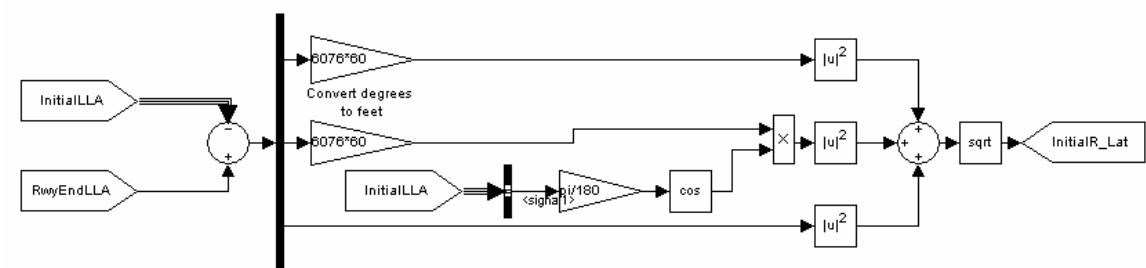 6076*60
|u|²
InitialLLA
Convert degrees
to feet
−
+
6076*60
×
|u|²
+
+
+
sqrt
InitialR_Lat
RwyEndLLA
InitialLLA
<signal1>
pi/180
cos
|u|²